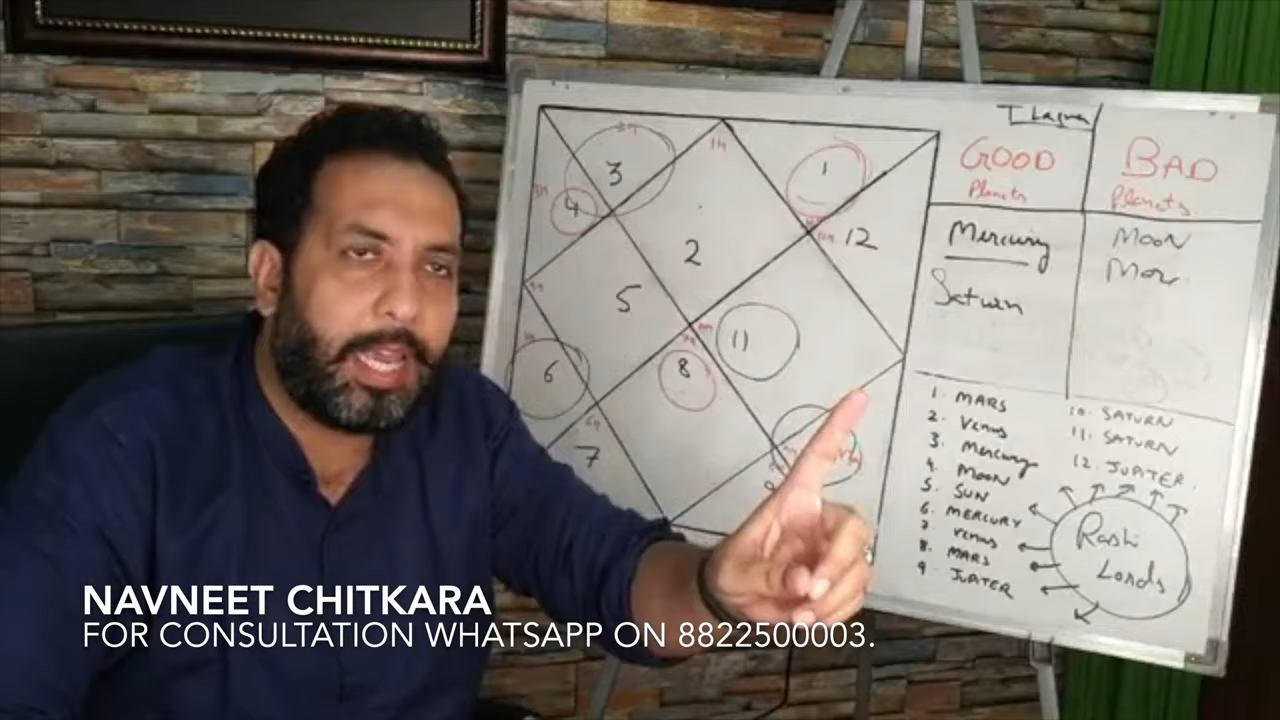 3
4
2
1
12
5
11
6
8
7
9
T Lagna
GOOD
Planets
BAD
Planets.
Mercury
Saturn
MOON
1. MARS
2. Venus
3. Mercury
4. MOON
5. SUN
6. MERCURY
7. Venus
8. MARS
9. JUPITER
10. SATURN
11. SATURN
12. JUPITER.
Rashi
Lords
NAVNEET CHITKARA
FOR CONSULTATION WHATSAPP ON 8822500003.